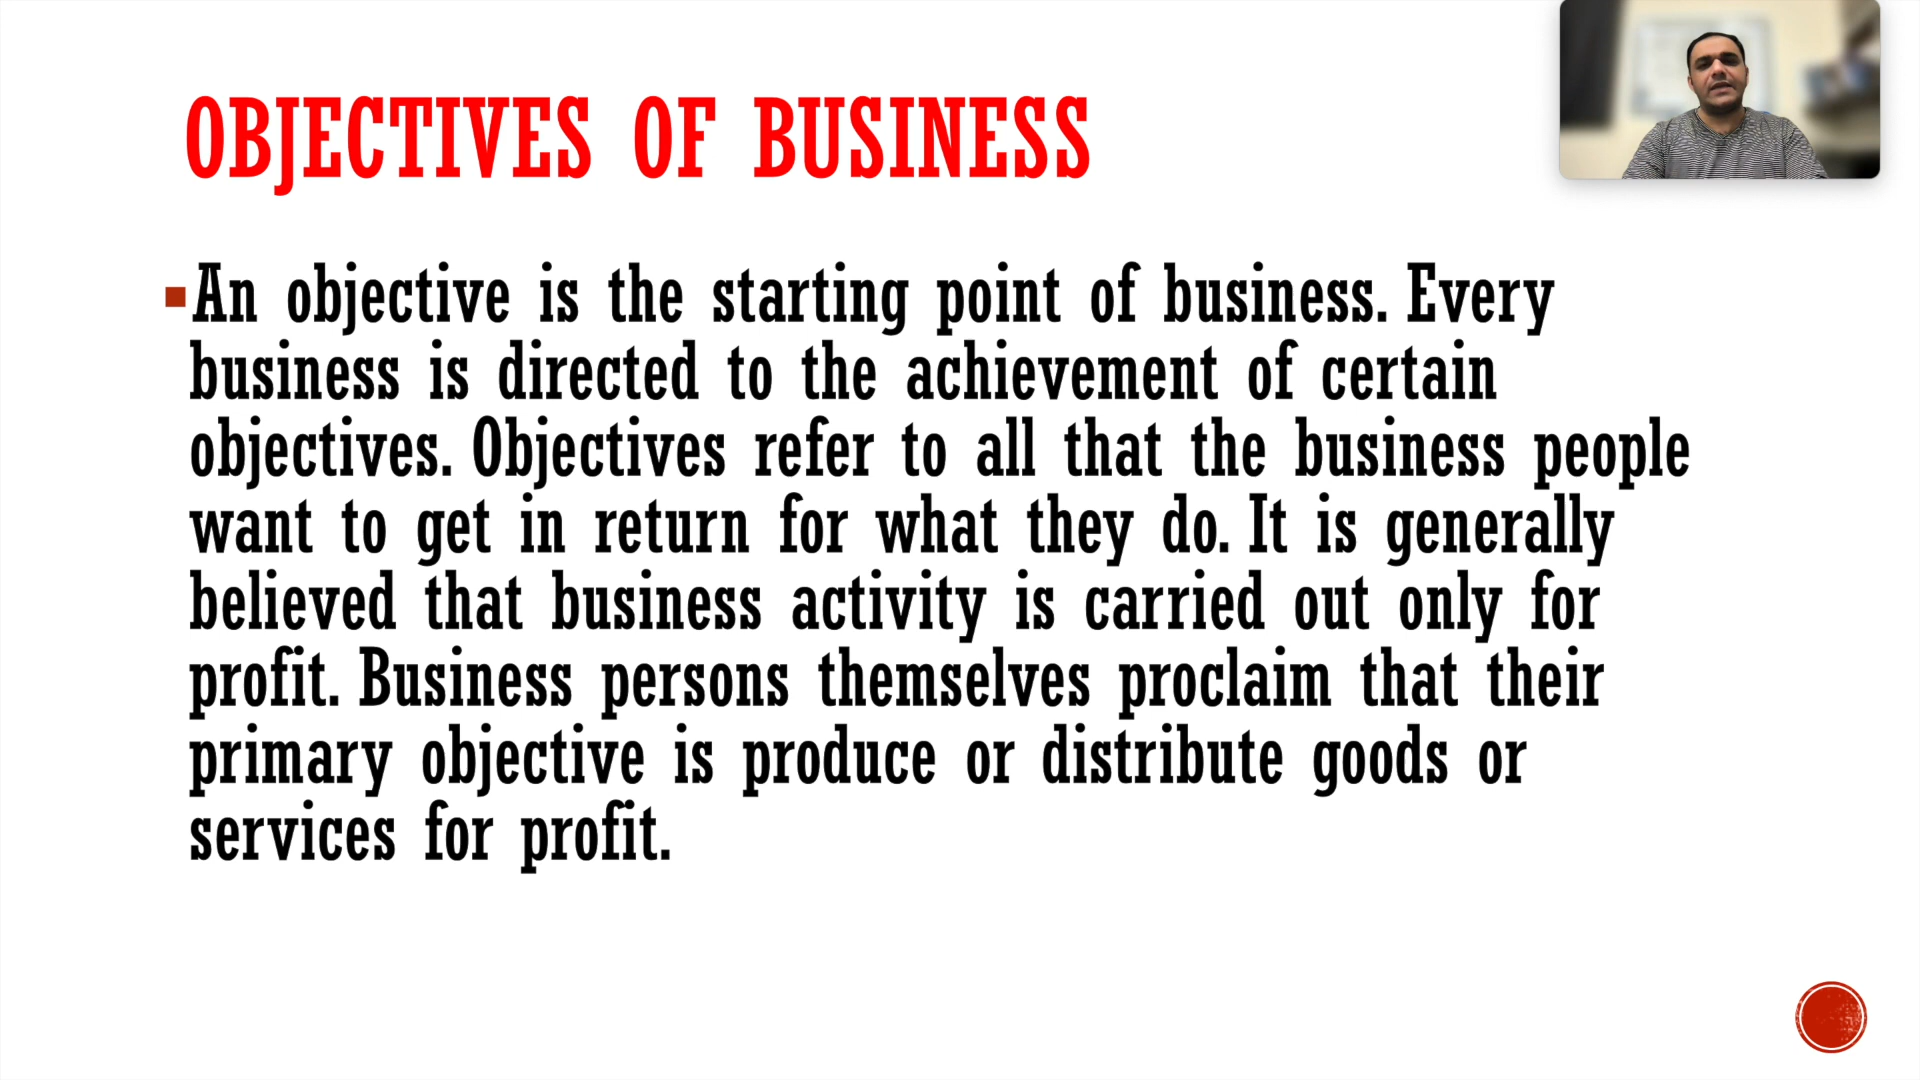 OBJECTIVES OF BUSINESS
An objective is the starting point of business. Every
business is directed to the achievement of certain
objectives. Objectives refer to all that the business people
want to get in return for what they do. It is generally
believed that business activity is carried out only for
profit. Business persons themselves proclaim that their
primary objective is produce or distribute goods or
services for profit.